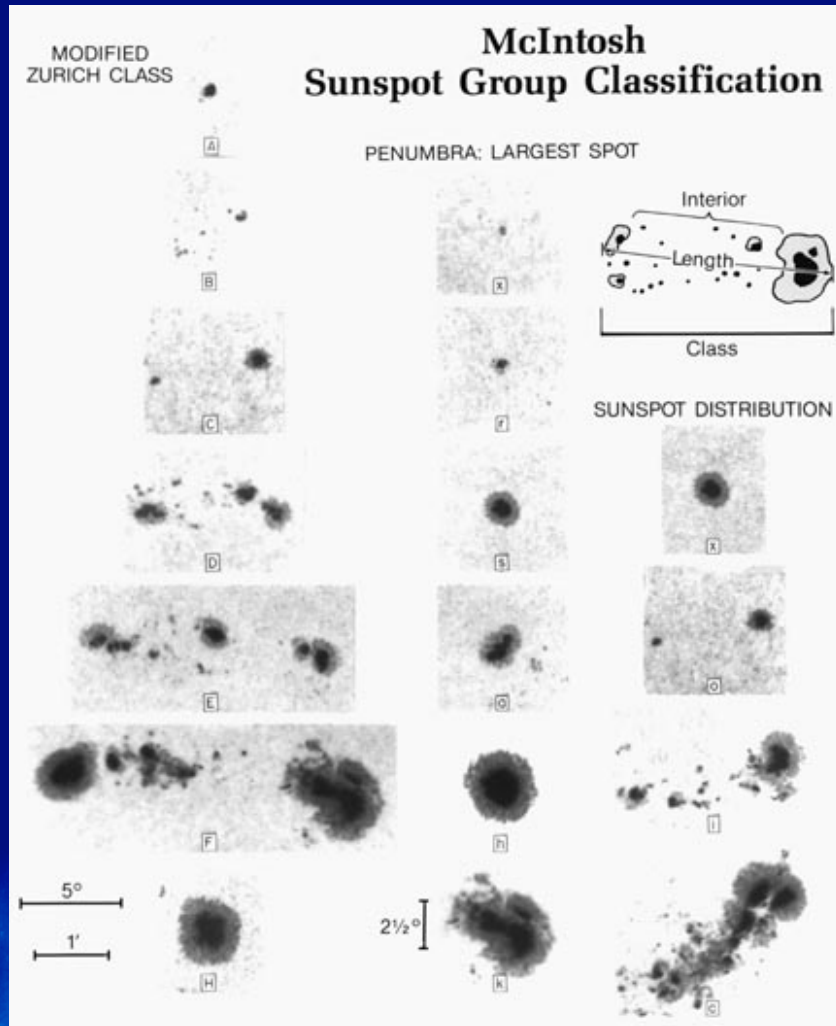 McIntosh
Sunspot Group Classification
MODIFIED
ZURICH CLASS
A
B
C
D
E
F
H
5°
1'
PENUMBRA: LARGEST SPOT
x
r
s
a
h
k
2½°
Interior
Length
Class
SUNSPOT DISTRIBUTION
x
o
i
c